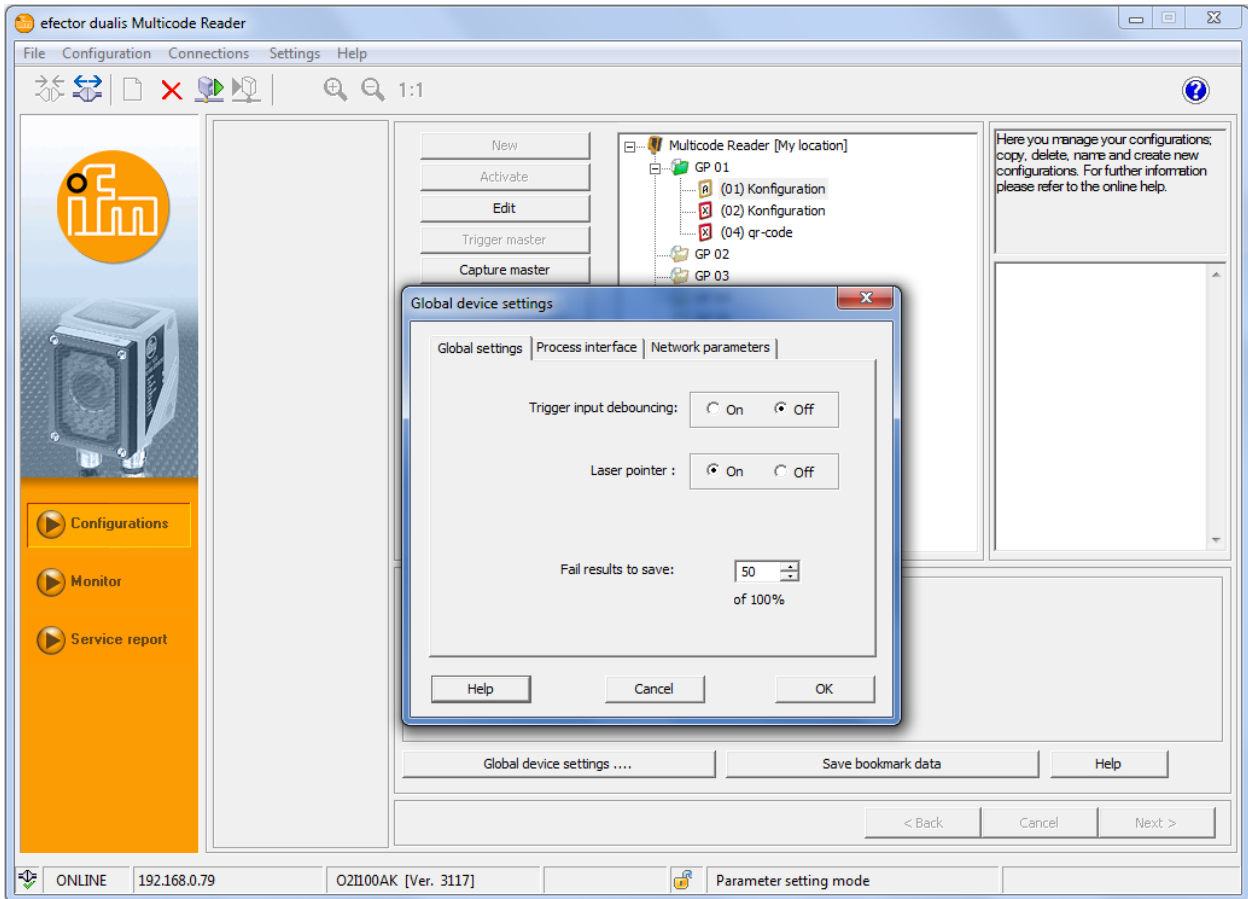 efector dualis Multicode Reader
File Configuration Connections Settings Help
1:1
ifm
Configurations
Monitor
Service report
New
Activate
Edit
Trigger master
Capture master
Multicode Reader [My location]
GP 01
(01) Konfiguration
(02) Konfiguration
(04) qr-code
GP 02
GP 03
Here you manage your configurations;
copy, delete, name and create new
configurations. For further information
please refer to the online help.
Global device settings
Global settings Process interface Network parameters
Trigger input debouncing: On Off
Laser pointer : On Off
Fail results to save: 50
of 100%
Help Cancel OK
Global device settings .... Save bookmark data Help
< Back Cancel Next >
ONLINE 192.168.0.79 O2I100AK [Ver. 3117] Parameter setting mode